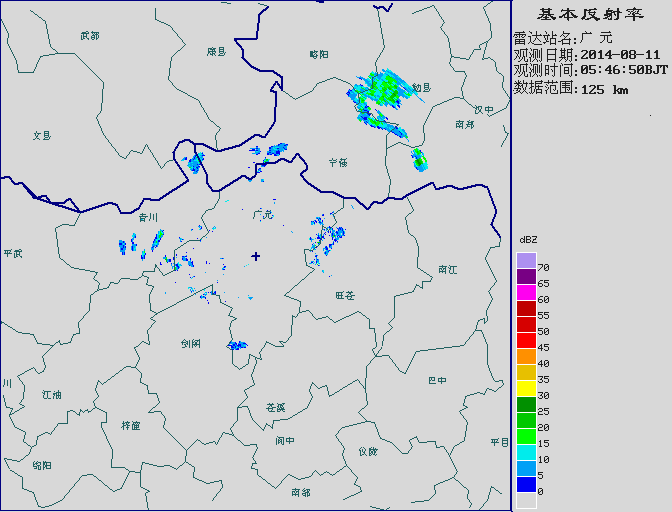 基本反射率
雷达站名:广 元
观测日期:2014-08-11
观测时间:05:46:50BJT
数据范围:125 km
武都
康县
略阳
勉县
汉中
南郑
文县
宁强
青川
广元
平武
南江
旺苍
剑阁
巴中
川
江油
苍溪
梓潼
阆中
平昌
仪陇
绵阳
南部
dBZ
70
65
60
55
50
45
40
35
30
25
20
15
10
5
0